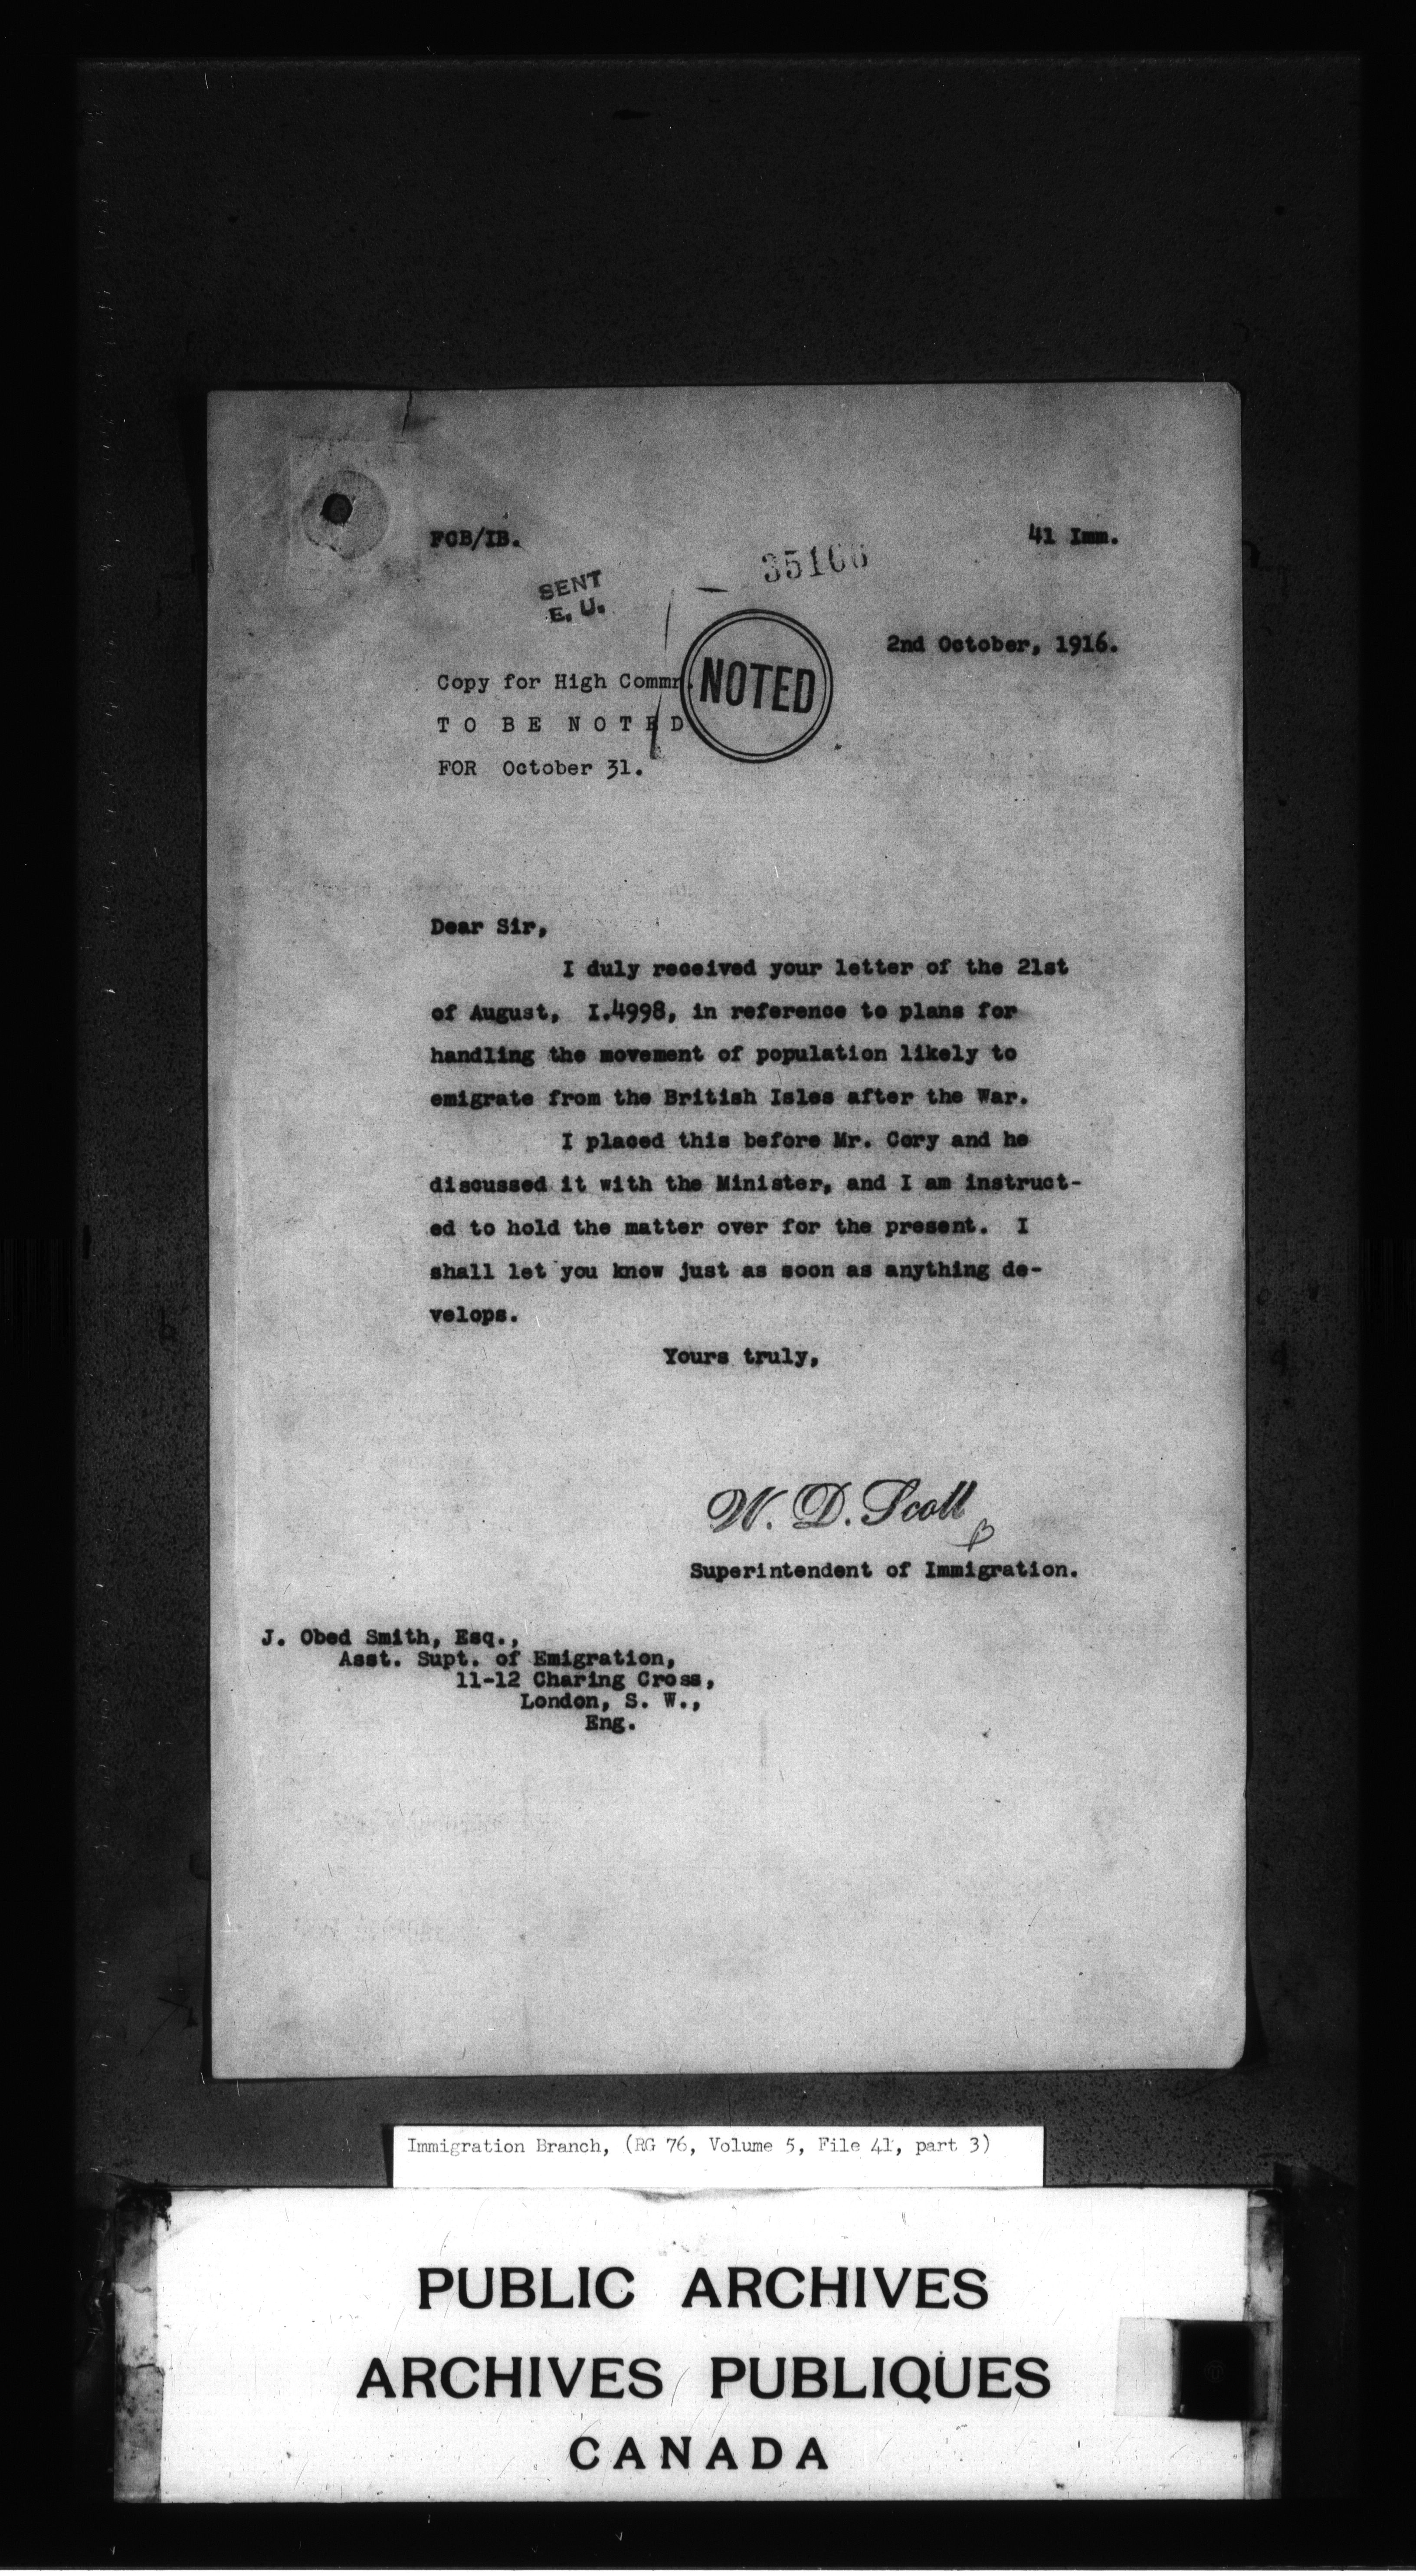 FCB/IB.
41 Imm.
SENT
E. U.
2nd October, 1916.
Copy for High Commr.
NOTED
T O  B E  N O T E D
FOR October 31.
Dear Sir,
I duly received your letter of the 21st
of August, I.4998, in reference to plans for
handling the movement of population likely to
emigrate from the British Isles after the War.
I placed this before Mr. Cory and he
discussed it with the Minister, and I am instruct-
ed to hold the matter over for the present. I
shall let you know just as soon as anything de-
velops.
Yours truly,
W. D. Scott
Superintendent of Immigration.
J. Obed Smith, Esq.,
Asst. Supt. of Emigration,
11-12 Charing Cross,
London, S. W.,
Eng.
Immigration Branch, (RG 76, Volume 5, File 41, part 3)
PUBLIC ARCHIVES
ARCHIVES PUBLIQUES
CANADA